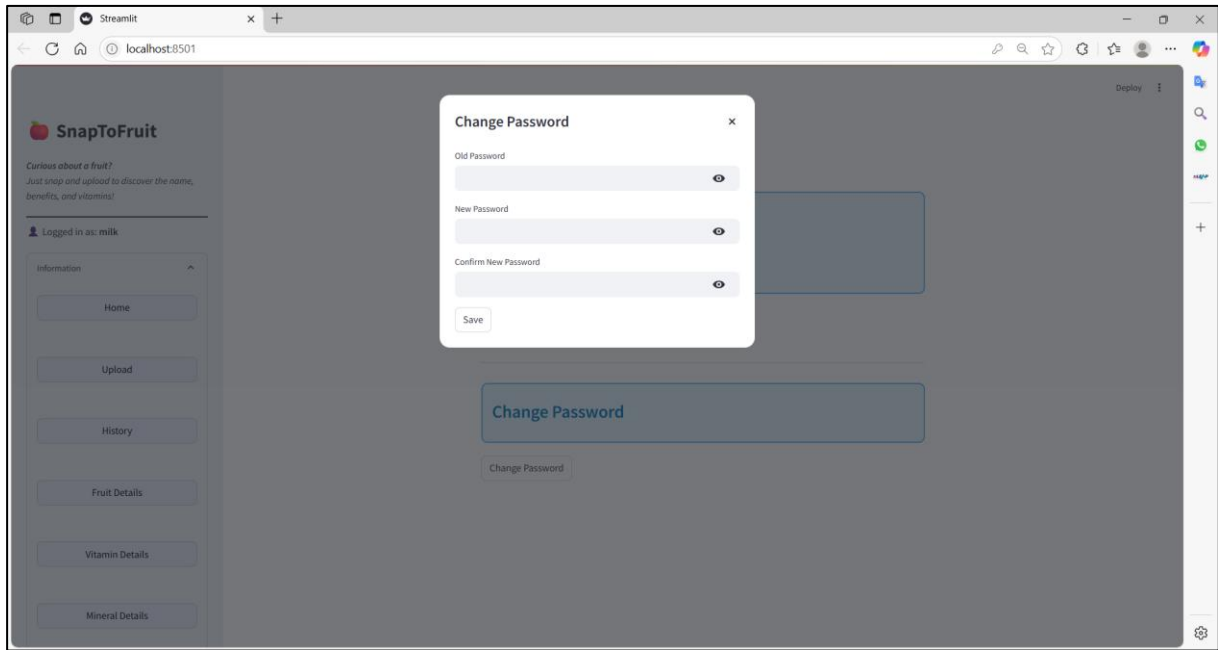 Streamlit
localhost:8501
Deploy
SnapToFruit
Curious about a fruit?
Just snap and upload to discover the name,
benefits, and vitamins!
Logged in as: milk
Information
Home
Upload
History
Fruit Details
Vitamin Details
Mineral Details
Change Password
Old Password
New Password
Confirm New Password
Save
Change Password
Change Password